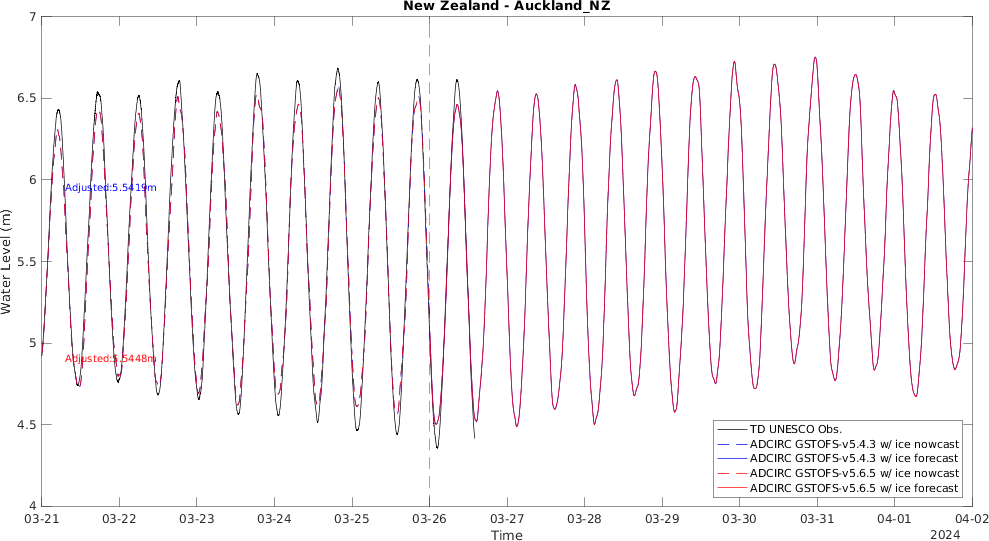 New Zealand - Auckland_NZ
7
6.5
6
5.5
5
4.5
4
Water Level (m)
Adjusted:5.5419m
Adjusted:5.5448m
TD UNESCO Obs.
ADCIRC GSTOFS-v5.4.3 w/ ice nowcast
ADCIRC GSTOFS-v5.4.3 w/ ice forecast
ADCIRC GSTOFS-v5.6.5 w/ ice nowcast
ADCIRC GSTOFS-v5.6.5 w/ ice forecast
03-21 03-22 03-23 03-24 03-25 03-26 03-27 03-28 03-29 03-30 03-31 04-01 04-02
Time
2024